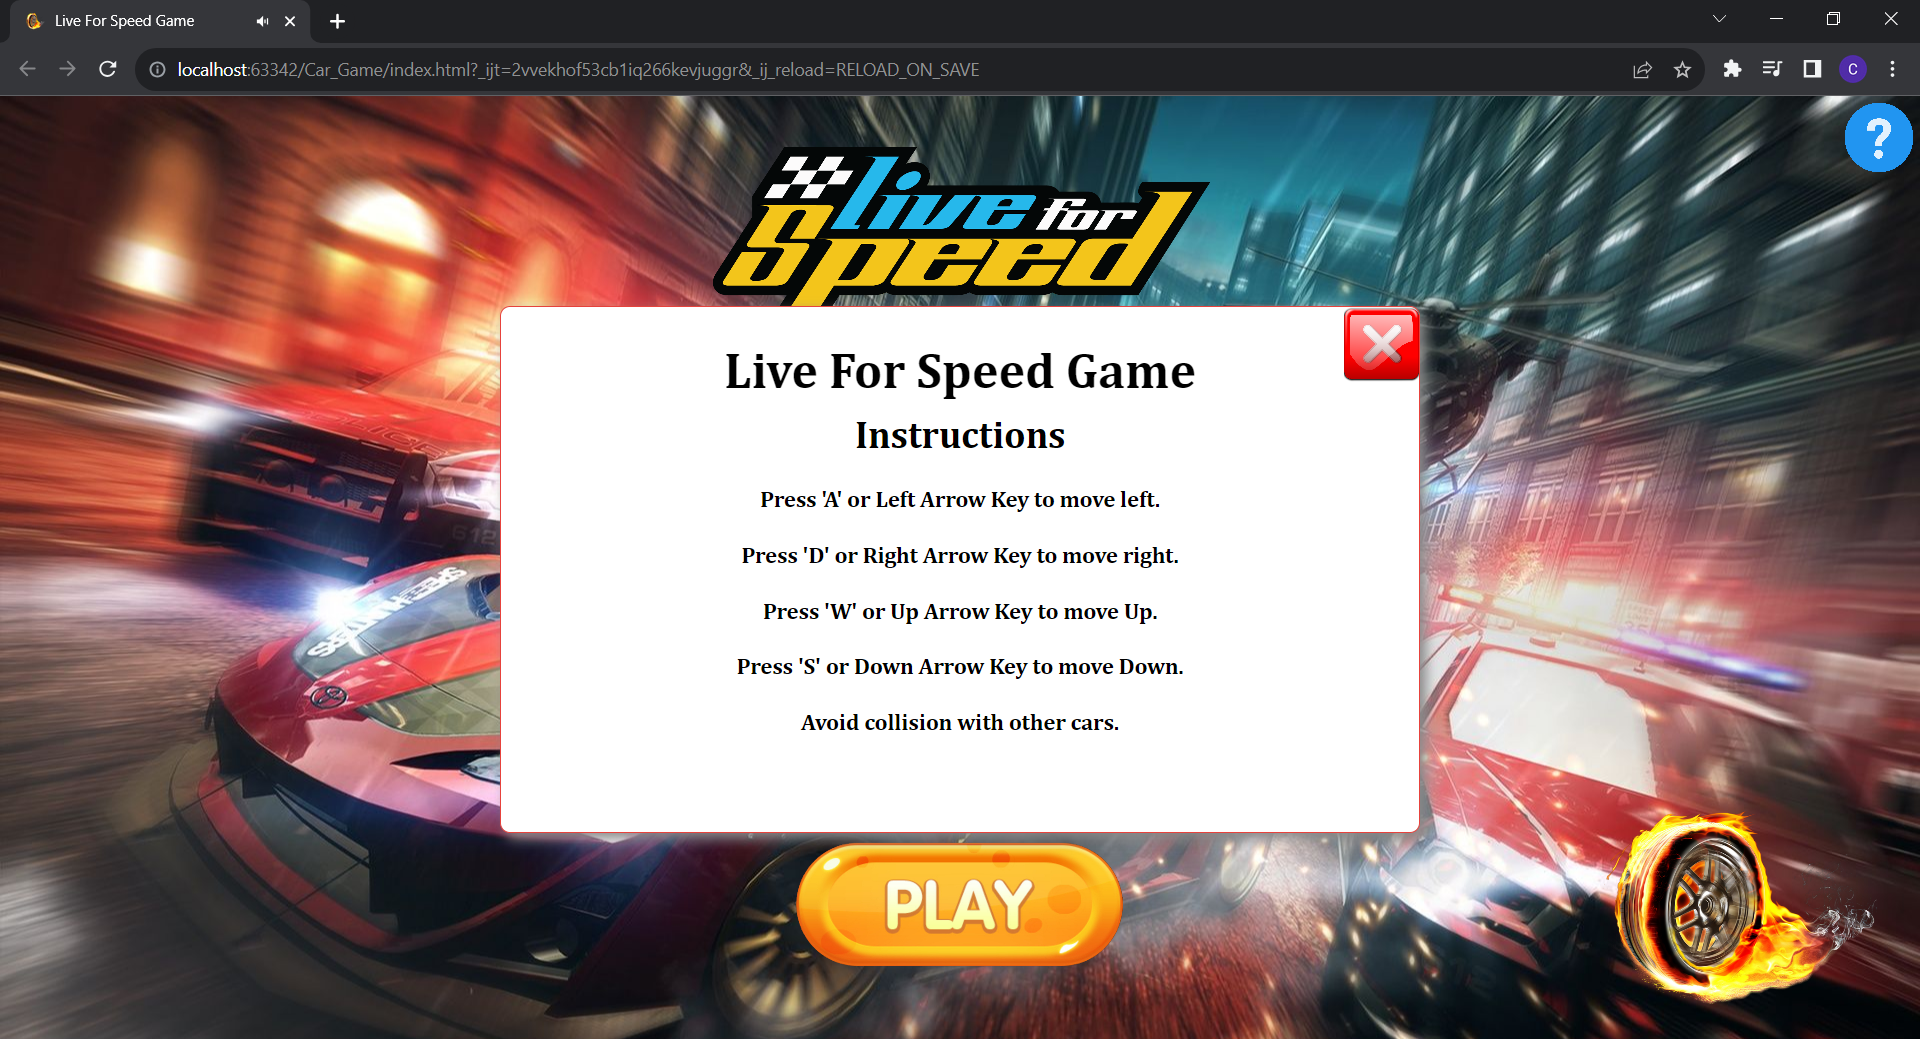 Live For Speed Game
localhost:63342/Car_Game/index.html?_ijt=2vvekhof53cb1iq266kevjuggr&_ij_reload=RELOAD_ON_SAVE
C
?
live for
Speed
Live For Speed Game
Instructions
Press 'A' or Left Arrow Key to move left.
Press 'D' or Right Arrow Key to move right.
Press 'W' or Up Arrow Key to move Up.
Press 'S' or Down Arrow Key to move Down.
Avoid collision with other cars.
POLICE
612
SPEEDHUNTERS
PLAY